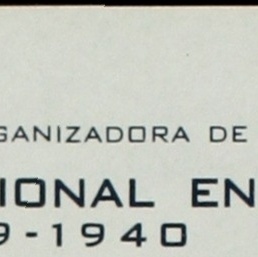 GANIZADORA DE
IONAL EN
9-1940